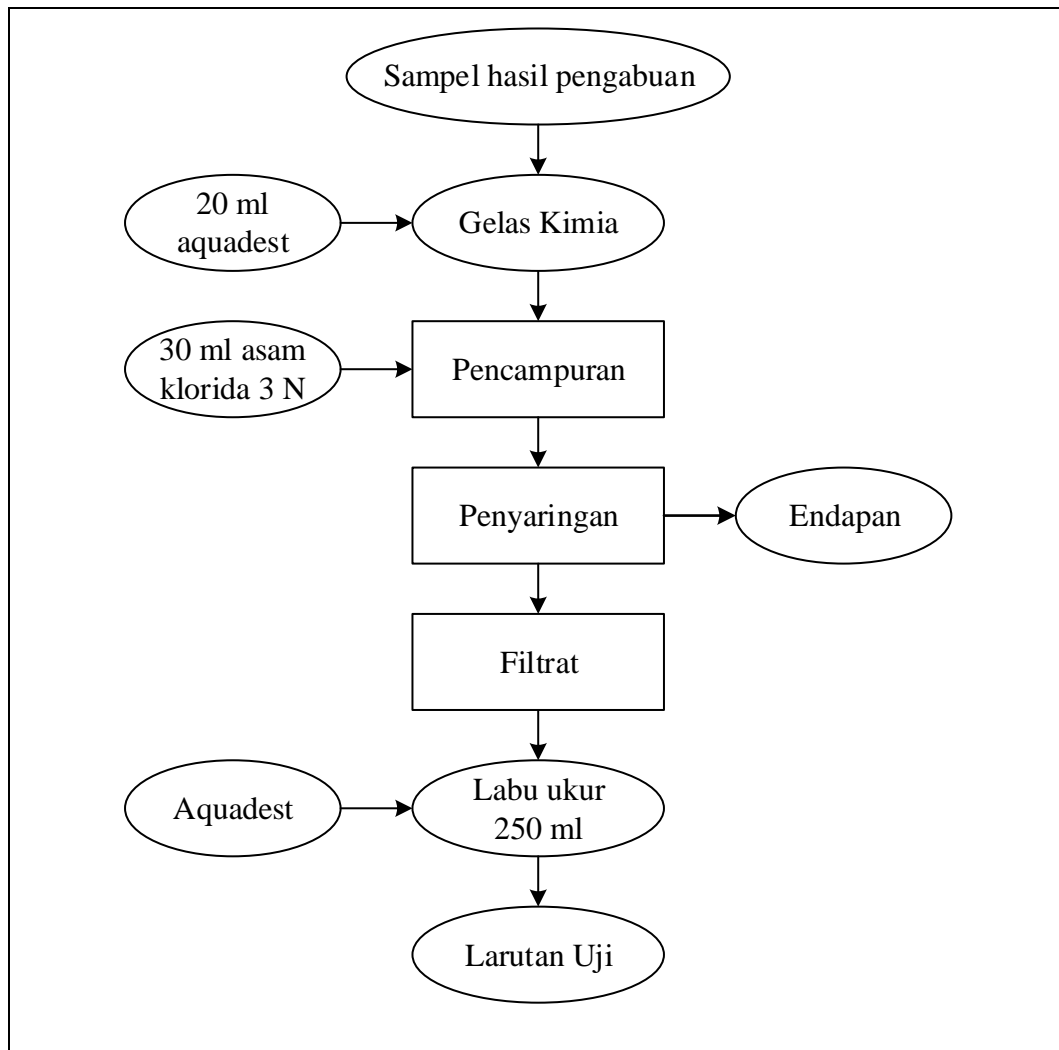 Sampel hasil pengabuan
20 ml
aquadest
Gelas Kimia
30 ml asam
klorida 3 N
Pencampuran
Penyaringan
Endapan
Filtrat
Aquadest
Labu ukur
250 ml
Larutan Uji